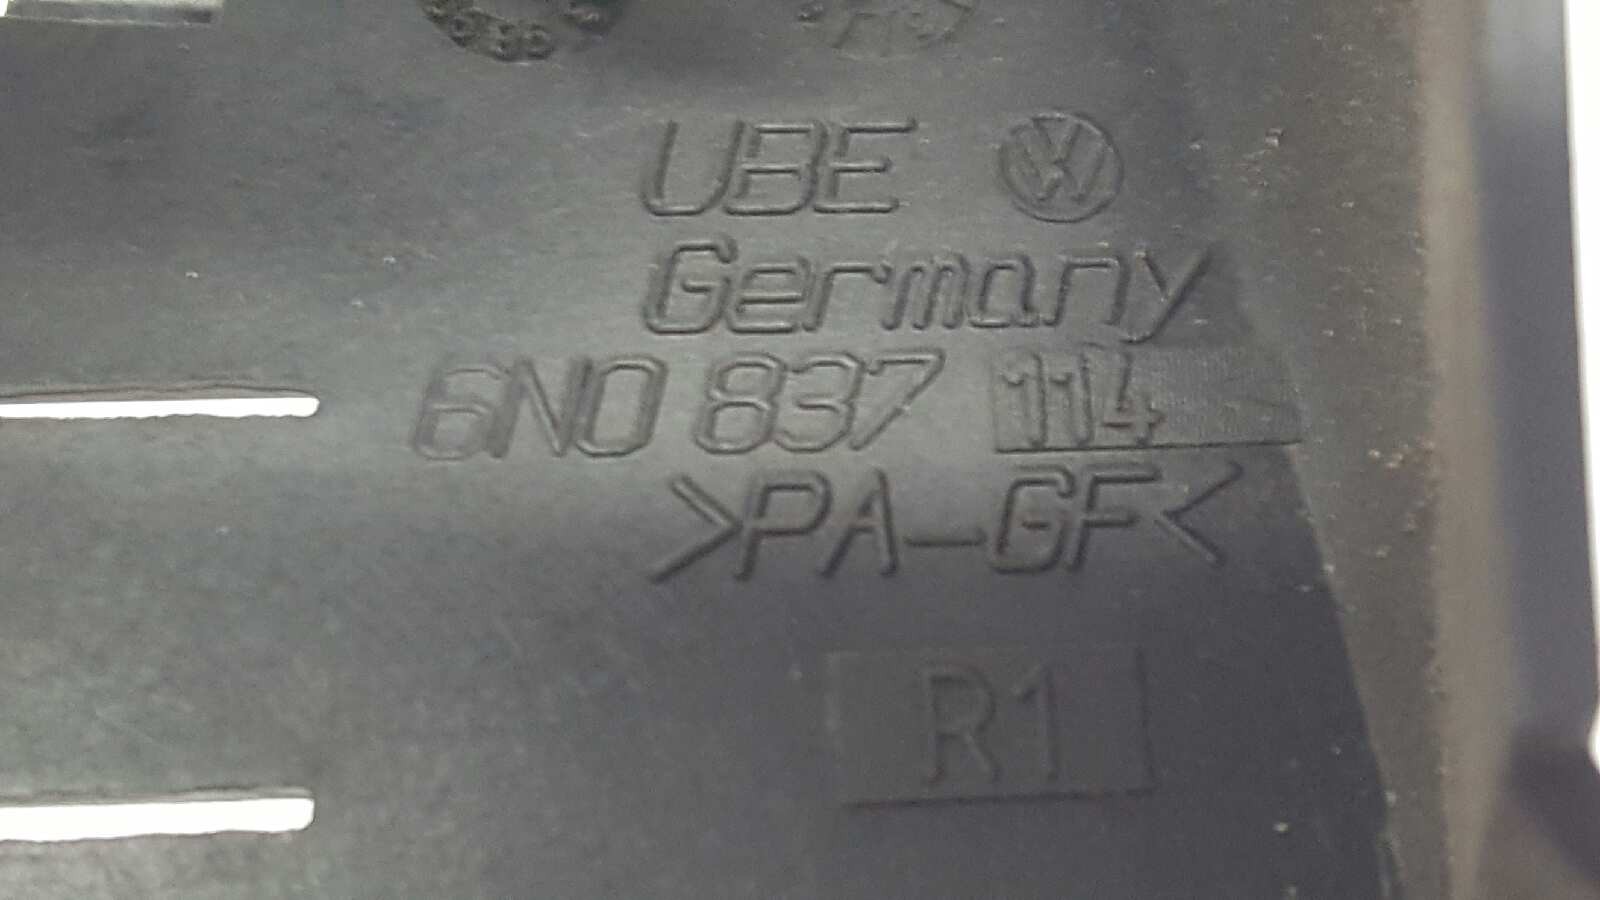 UBE
Germany
6N0 837 114
>PA-GF<
R1